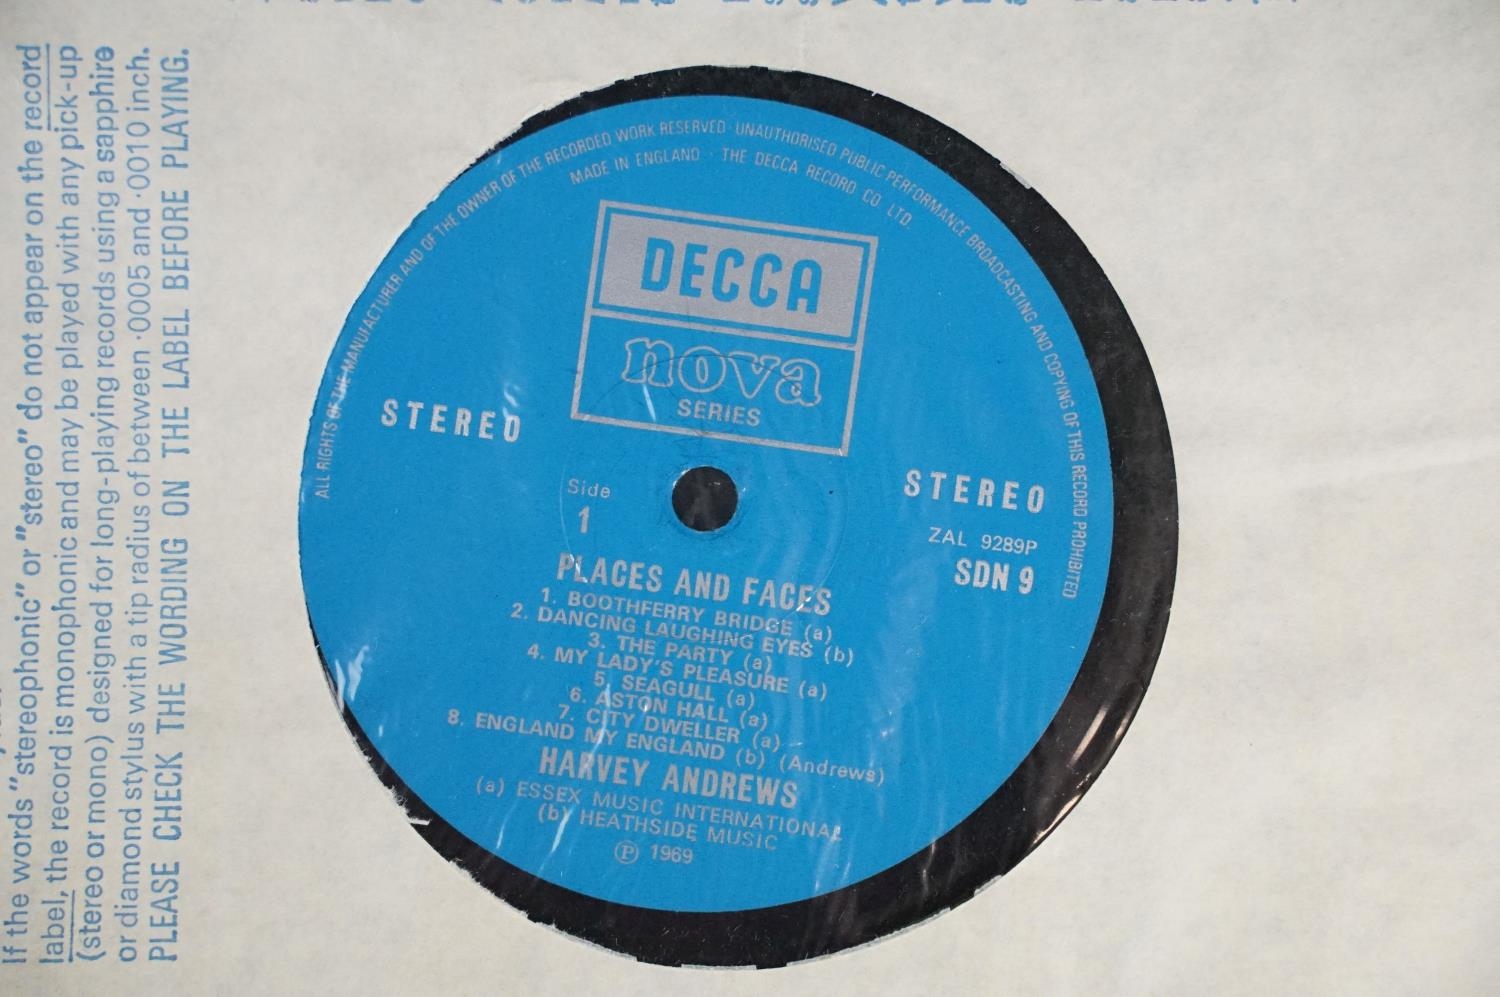 If the words "stereophonic" or "stereo" do not appear on the record
label, the record is monophonic and may be played with any pick-up
(stereo or mono) designed for long-playing records using a sapphire
or diamond stylus with a tip radius of between ·0005 and ·0010 inch.
PLEASE CHECK THE WORDING ON THE LABEL BEFORE PLAYING.
ALL RIGHTS OF THE MANUFACTURER AND OF THE OWNER OF THE RECORDED WORK RESERVED · UNAUTHORISED PUBLIC PERFORMANCE BROADCASTING AND COPYING OF THIS RECORD PROHIBITED
MADE IN ENGLAND · THE DECCA RECORD CO LTD.
DECCA
nova
SERIES
STEREO
STEREO
Side
1
ZAL 9289P
SDN 9
PLACES AND FACES
1. BOOTHFERRY BRIDGE (a)
2. DANCING LAUGHING EYES (b)
3. THE PARTY (a)
4. MY LADY'S PLEASURE (a)
5. SEAGULL (a)
6. ASTON HALL (a)
7. CITY DWELLER (a)
8. ENGLAND MY ENGLAND (b) (Andrews)
HARVEY ANDREWS
(a) ESSEX MUSIC INTERNATIONAL
(b) HEATHSIDE MUSIC
Ⓟ 1969